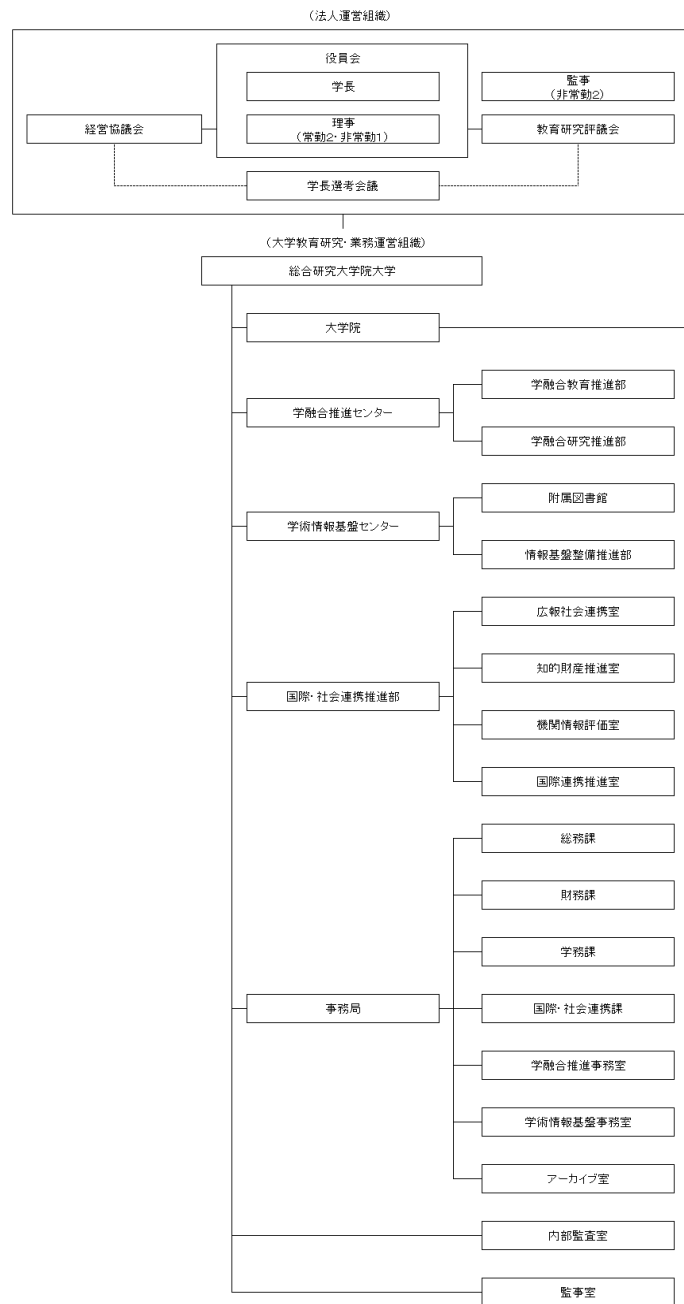 (法人運営組織)
役員会
学長
監事
(非常勤2)
経営協議会
理事
(常勤2・非常勤1)
教育研究評議会
学長選考会議
(大学教育研究・業務運営組織)
総合研究大学院大学
大学院
学融合推進センター
学融合教育推進部
学融合研究推進部
学術情報基盤センター
附属図書館
情報基盤整備推進部
国際・社会連携推進部
広報社会連携室
知的財産推進室
機関情報評価室
国際連携推進室
事務局
総務課
財務課
学務課
国際・社会連携課
学融合推進事務室
学術情報基盤事務室
アーカイブ室
内部監査室
監事室